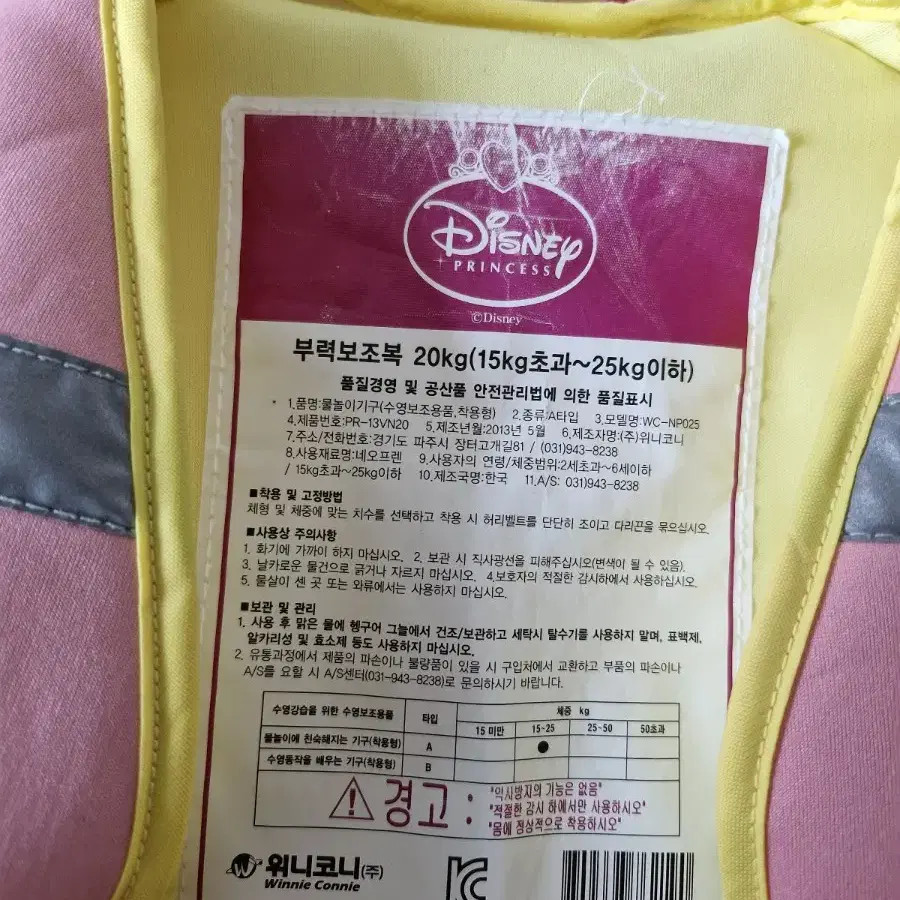 Disney
PRINCESS
©Disney
부력보조복 20kg(15kg초과~25kg이하)
품질경영 및 공산품 안전관리법에 의한 품질표시
1.품명:물놀이기구(수영보조용품,착용형) 2.종류:A타입 3.모델명:WC-NP025
4.제품번호:PR-13VN20 5.제조년월:2013년 5월 6.제조자명:(주)위니코니
7.주소/전화번호:경기도 파주시 장터고개길81 / (031)943-8238
8.사용재료명:네오프렌 9.사용자의 연령/체중범위:2세초과~6세이하
/ 15kg초과~25kg이하 10.제조국명:한국 11.A/S: 031)943-8238
■착용 및 고정방법
체형 및 체중에 맞는 치수를 선택하고 착용 시 허리벨트를 단단히 조이고 다리끈을 묶으십시오.
■사용상 주의사항
1. 화기에 가까이 하지 마십시오. 2. 보관 시 직사광선을 피해주십시오(변색이 될 수 있음).
3. 날카로운 물건으로 긁거나 자르지 마십시오. 4.보호자의 적절한 감시하에서 사용하십시오.
5. 물살이 센 곳 또는 와류에서는 사용하지 마십시오.
■보관 및 관리
1. 사용 후 맑은 물에 헹구어 그늘에서 건조/보관하고 세탁시 탈수기를 사용하지 말며, 표백제,
알카리성 및 효소제 등도 사용하지 마십시오.
2. 유통과정에서 제품의 파손이나 불량품이 있을 시 구입처에서 교환하고 부품의 파손이나
A/S를 요할 시 A/S센터(031-943-8238)로 문의하시기 바랍니다.
수영강습을 위한 수영보조용품 타입 체중 kg
15 미만 15~25 25~50 50초과
물놀이에 친숙해지는 기구(착용형) A ●
수영동작을 배우는 기구(착용형) B
경고 : "익사방지의 기능은 없음"
"적절한 감시 하에서만 사용하시오"
"몸에 정상적으로 착용하시오"
위니코니(주)
Winnie Connie